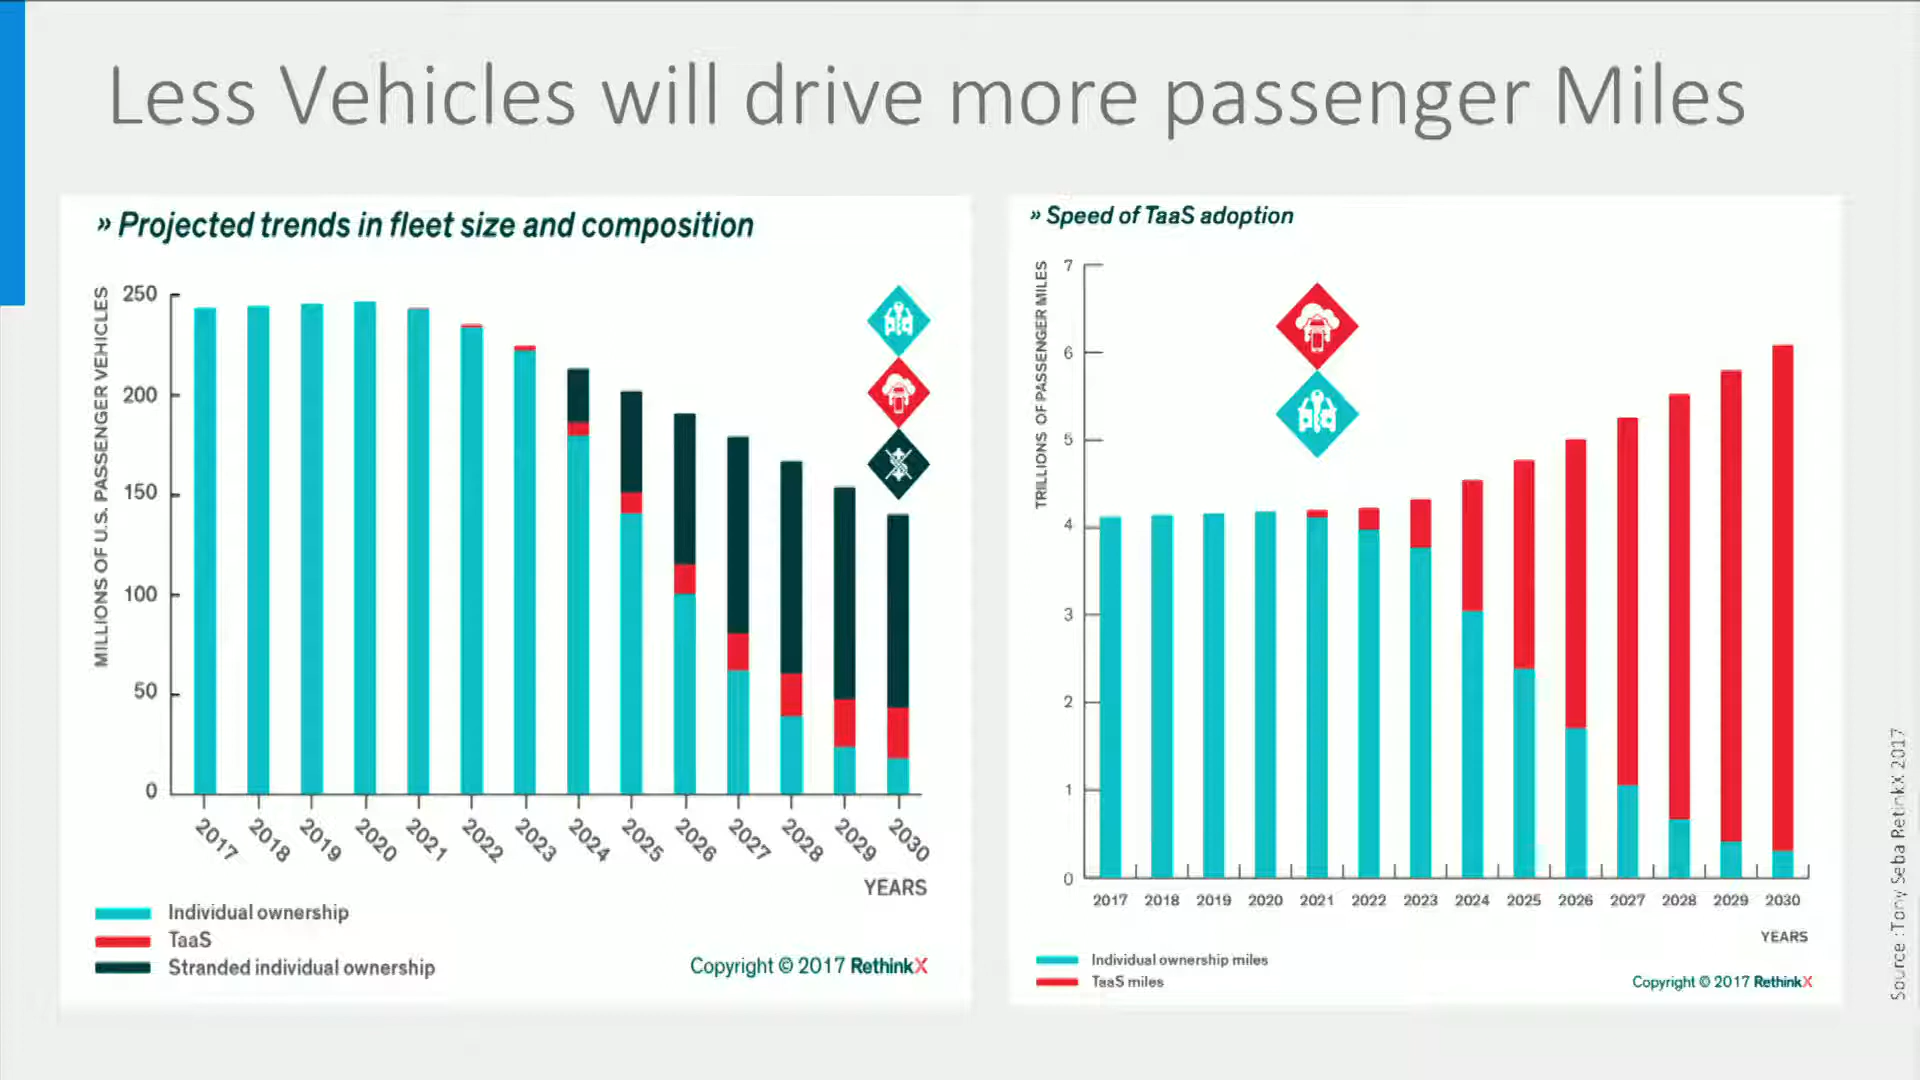 Less Vehicles will drive more passenger Miles
» Projected trends in fleet size and composition
MILLIONS OF U.S. PASSENGER VEHICLES
250
200
150
100
50
0
2017 2018 2019 2020 2021 2022 2023 2024 2025 2026 2027 2028 2029 2030
YEARS
Individual ownership
TaaS
Stranded individual ownership
Copyright © 2017 RethinkX
» Speed of TaaS adoption
TRILLIONS OF PASSENGER MILES
7
6
5
4
3
2
1
0
2017 2018 2019 2020 2021 2022 2023 2024 2025 2026 2027 2028 2029 2030
YEARS
Individual ownership miles
TaaS miles
Copyright © 2017 RethinkX
Source :Tony Seba RetinkX 2017